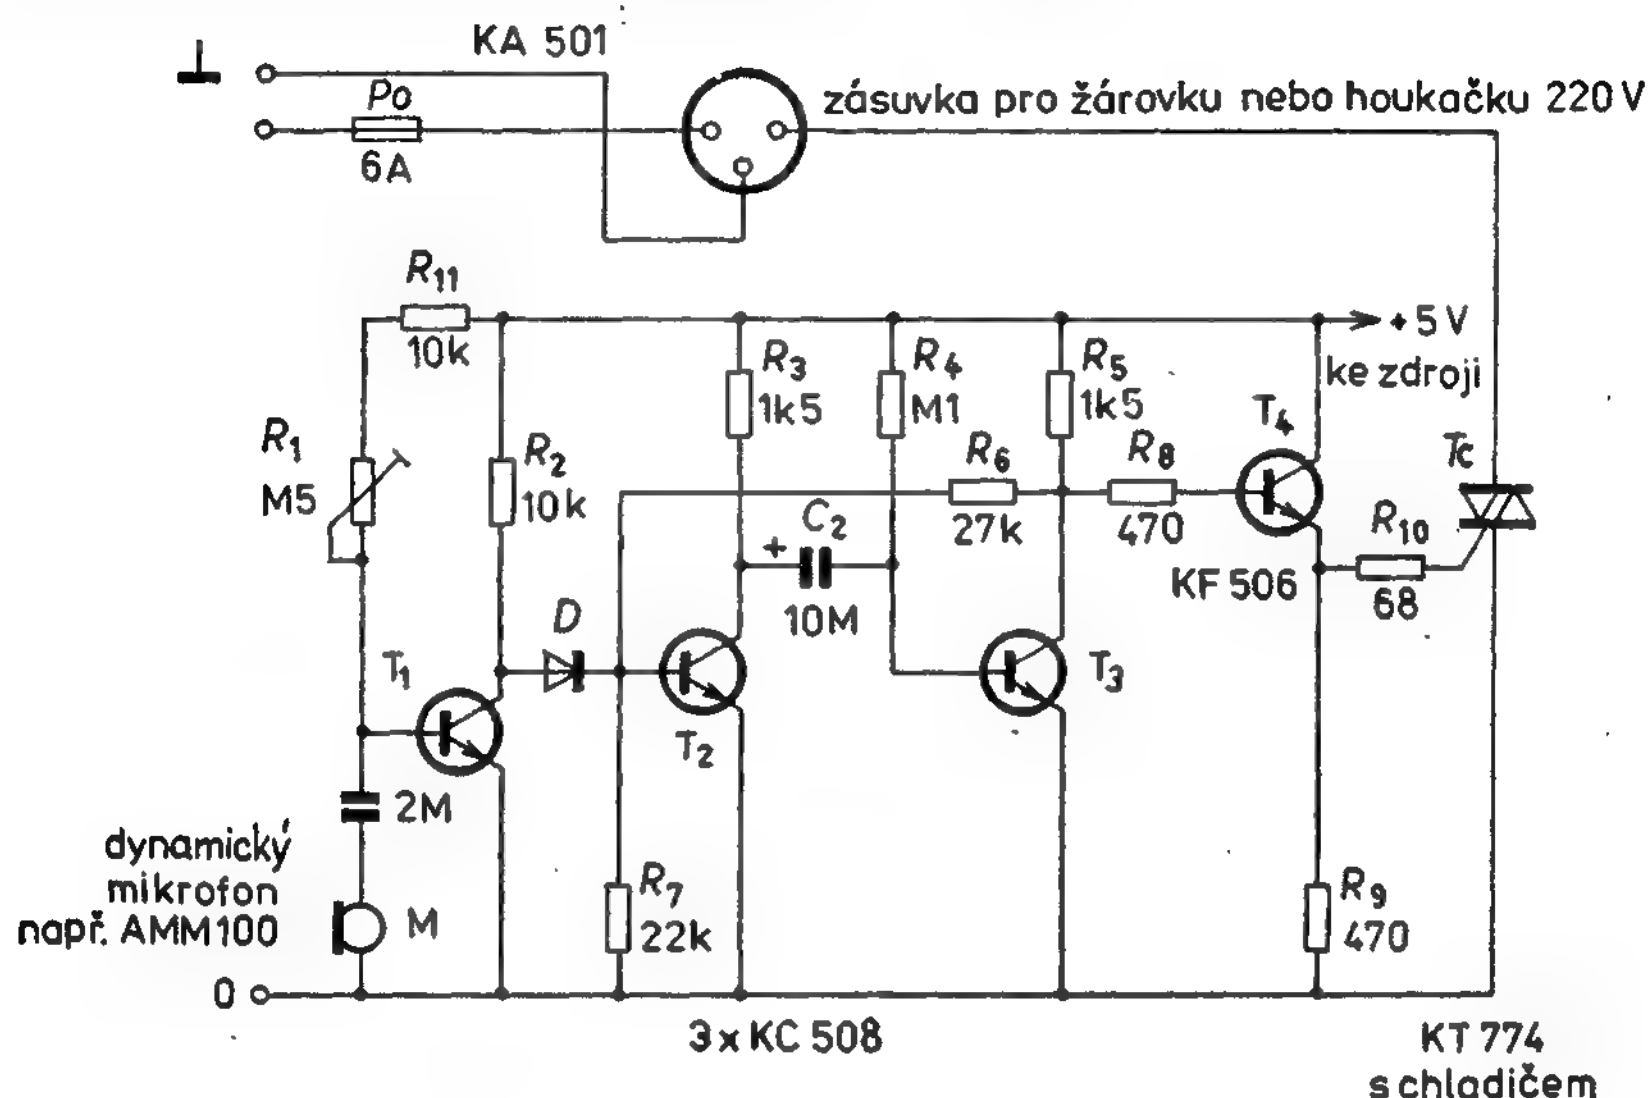 KA 501
Po
6A
zásuvka pro žárovku nebo houkačku 220 V
R11
10k
+ 5 V
ke zdroji
R3
1k5
R4
M1
R5
1k5
T4
Tc
R1
M5
R2
10k
R6
27k
R8
470
C2
+
10M
R10
68
KF 506
D
T1
T2
T3
2M
dynamický
mikrofon
např. AMM100
M
R7
22k
R9
470
0
3 x KC 508
KT 774
s chladičem